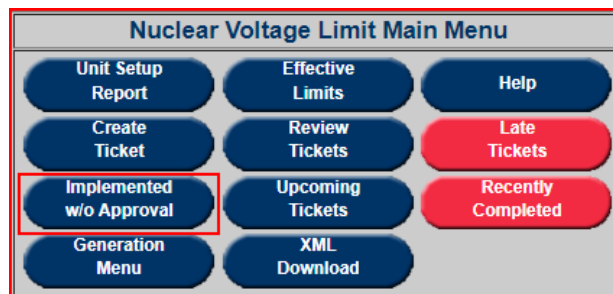 Nuclear Voltage Limit Main Menu
Unit Setup
Report
Effective
Limits
Help
Create
Ticket
Review
Tickets
Late
Tickets
Implemented
w/o Approval
Upcoming
Tickets
Recently
Completed
Generation
Menu
XML
Download